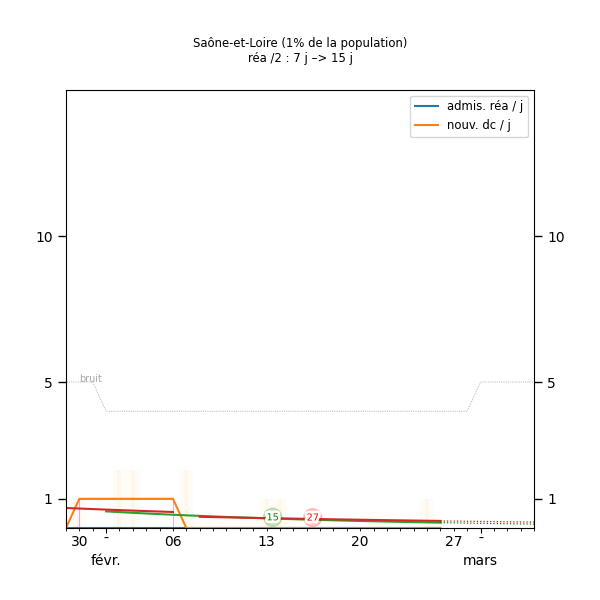 Saône-et-Loire (1% de la population)
réa /2 : 7 j –> 15 j
admis. réa / j
nouv. dc / j
10 10
bruit
5 5
1 1
15 27
30 - 06 13 20 27 -
févr. mars